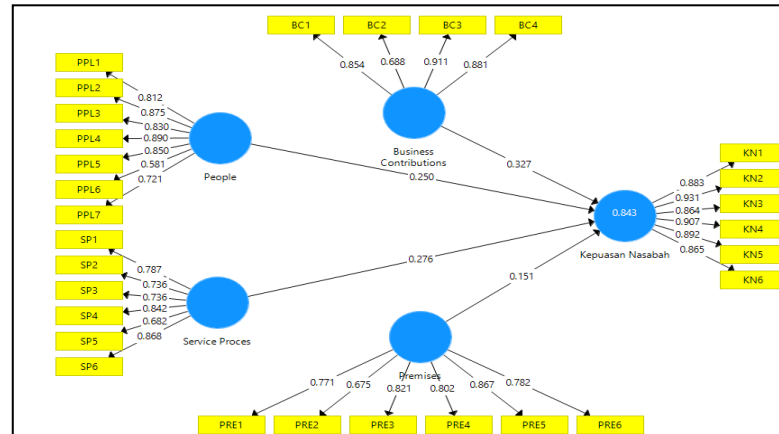 BC1 BC2 BC3 BC4
0.854 0.688 0.911 0.881
Business
Contributions
PPL1
PPL2
PPL3
PPL4
PPL5
PPL6
PPL7
0.812
0.875
0.830
0.890
0.850
0.581
0.721
People
0.327
0.250
0.276
0.151
0.843
Kepuasan Nasabah
0.883
0.931
0.864
0.907
0.892
0.865
KN1
KN2
KN3
KN4
KN5
KN6
SP1
SP2
SP3
SP4
SP5
SP6
0.787
0.736
0.736
0.842
0.682
0.868
Service Proces
Premises
0.771 0.675 0.821 0.802 0.867 0.782
PRE1 PRE2 PRE3 PRE4 PRE5 PRE6